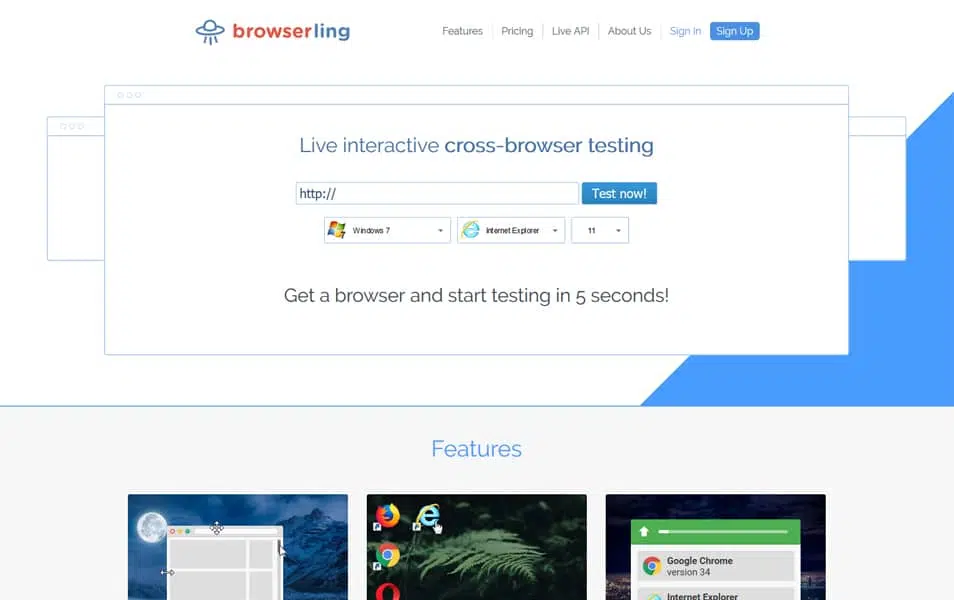 browserling
Features
Pricing
Live API
About Us
Sign In
Sign Up
Live interactive cross-browser testing
http://
Test now!
Windows 7
Internet Explorer
11
Get a browser and start testing in 5 seconds!
Features
Google Chrome
version 34
Internet Explorer